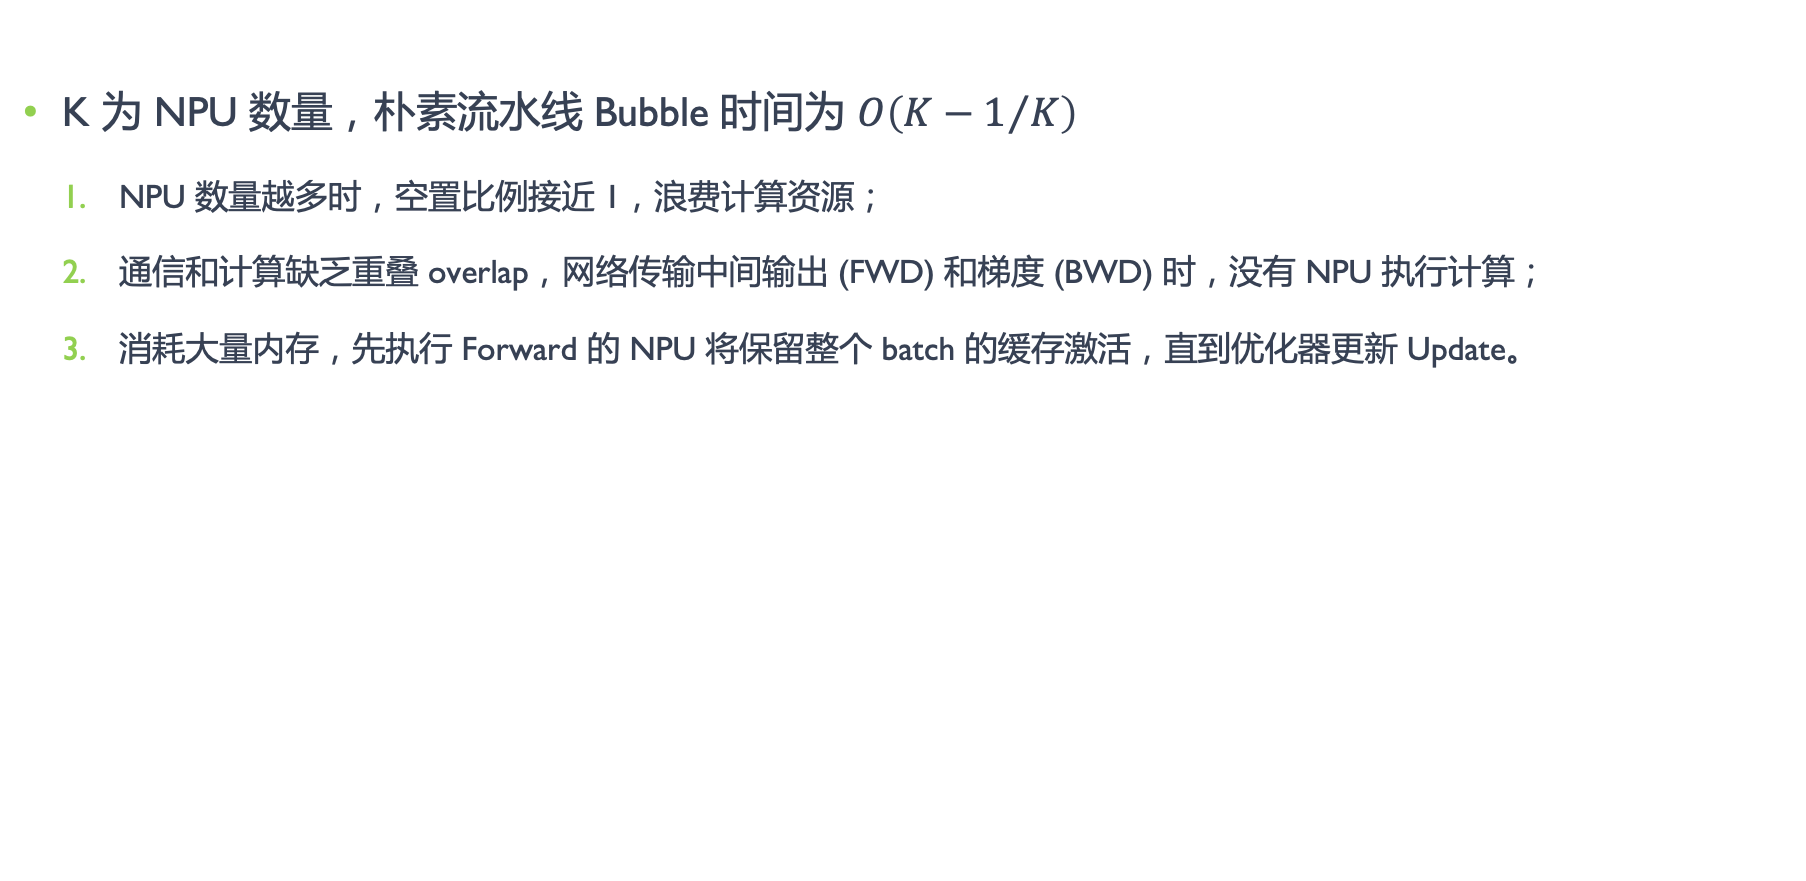 • K 为 NPU 数量，朴素流水线 Bubble 时间为 O(K − 1/K)
1. NPU 数量越多时，空置比例接近 1，浪费计算资源；
2. 通信和计算缺乏重叠 overlap，网络传输中间输出 (FWD) 和梯度 (BWD) 时，没有 NPU 执行计算；
3. 消耗大量内存，先执行 Forward 的 NPU 将保留整个 batch 的缓存激活，直到优化器更新 Update。